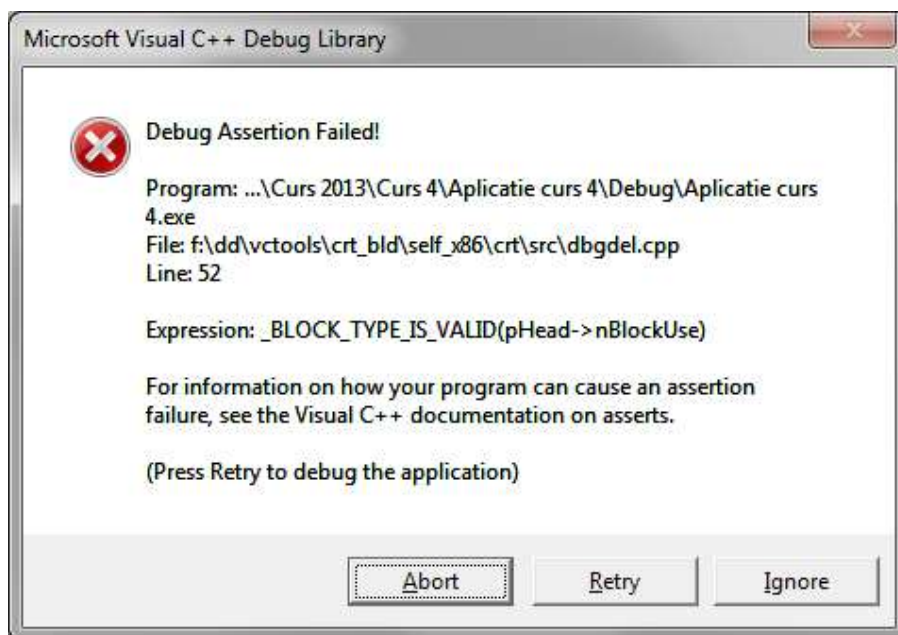 Microsoft Visual C++ Debug Library
Debug Assertion Failed!
Program: ...\Curs 2013\Curs 4\Aplicatie curs 4\Debug\Aplicatie curs
4.exe
File: f:\dd\vctools\crt_bld\self_x86\crt\src\dbgdel.cpp
Line: 52
Expression: _BLOCK_TYPE_IS_VALID(pHead->nBlockUse)
For information on how your program can cause an assertion
failure, see the Visual C++ documentation on asserts.
(Press Retry to debug the application)
Abort Retry Ignore